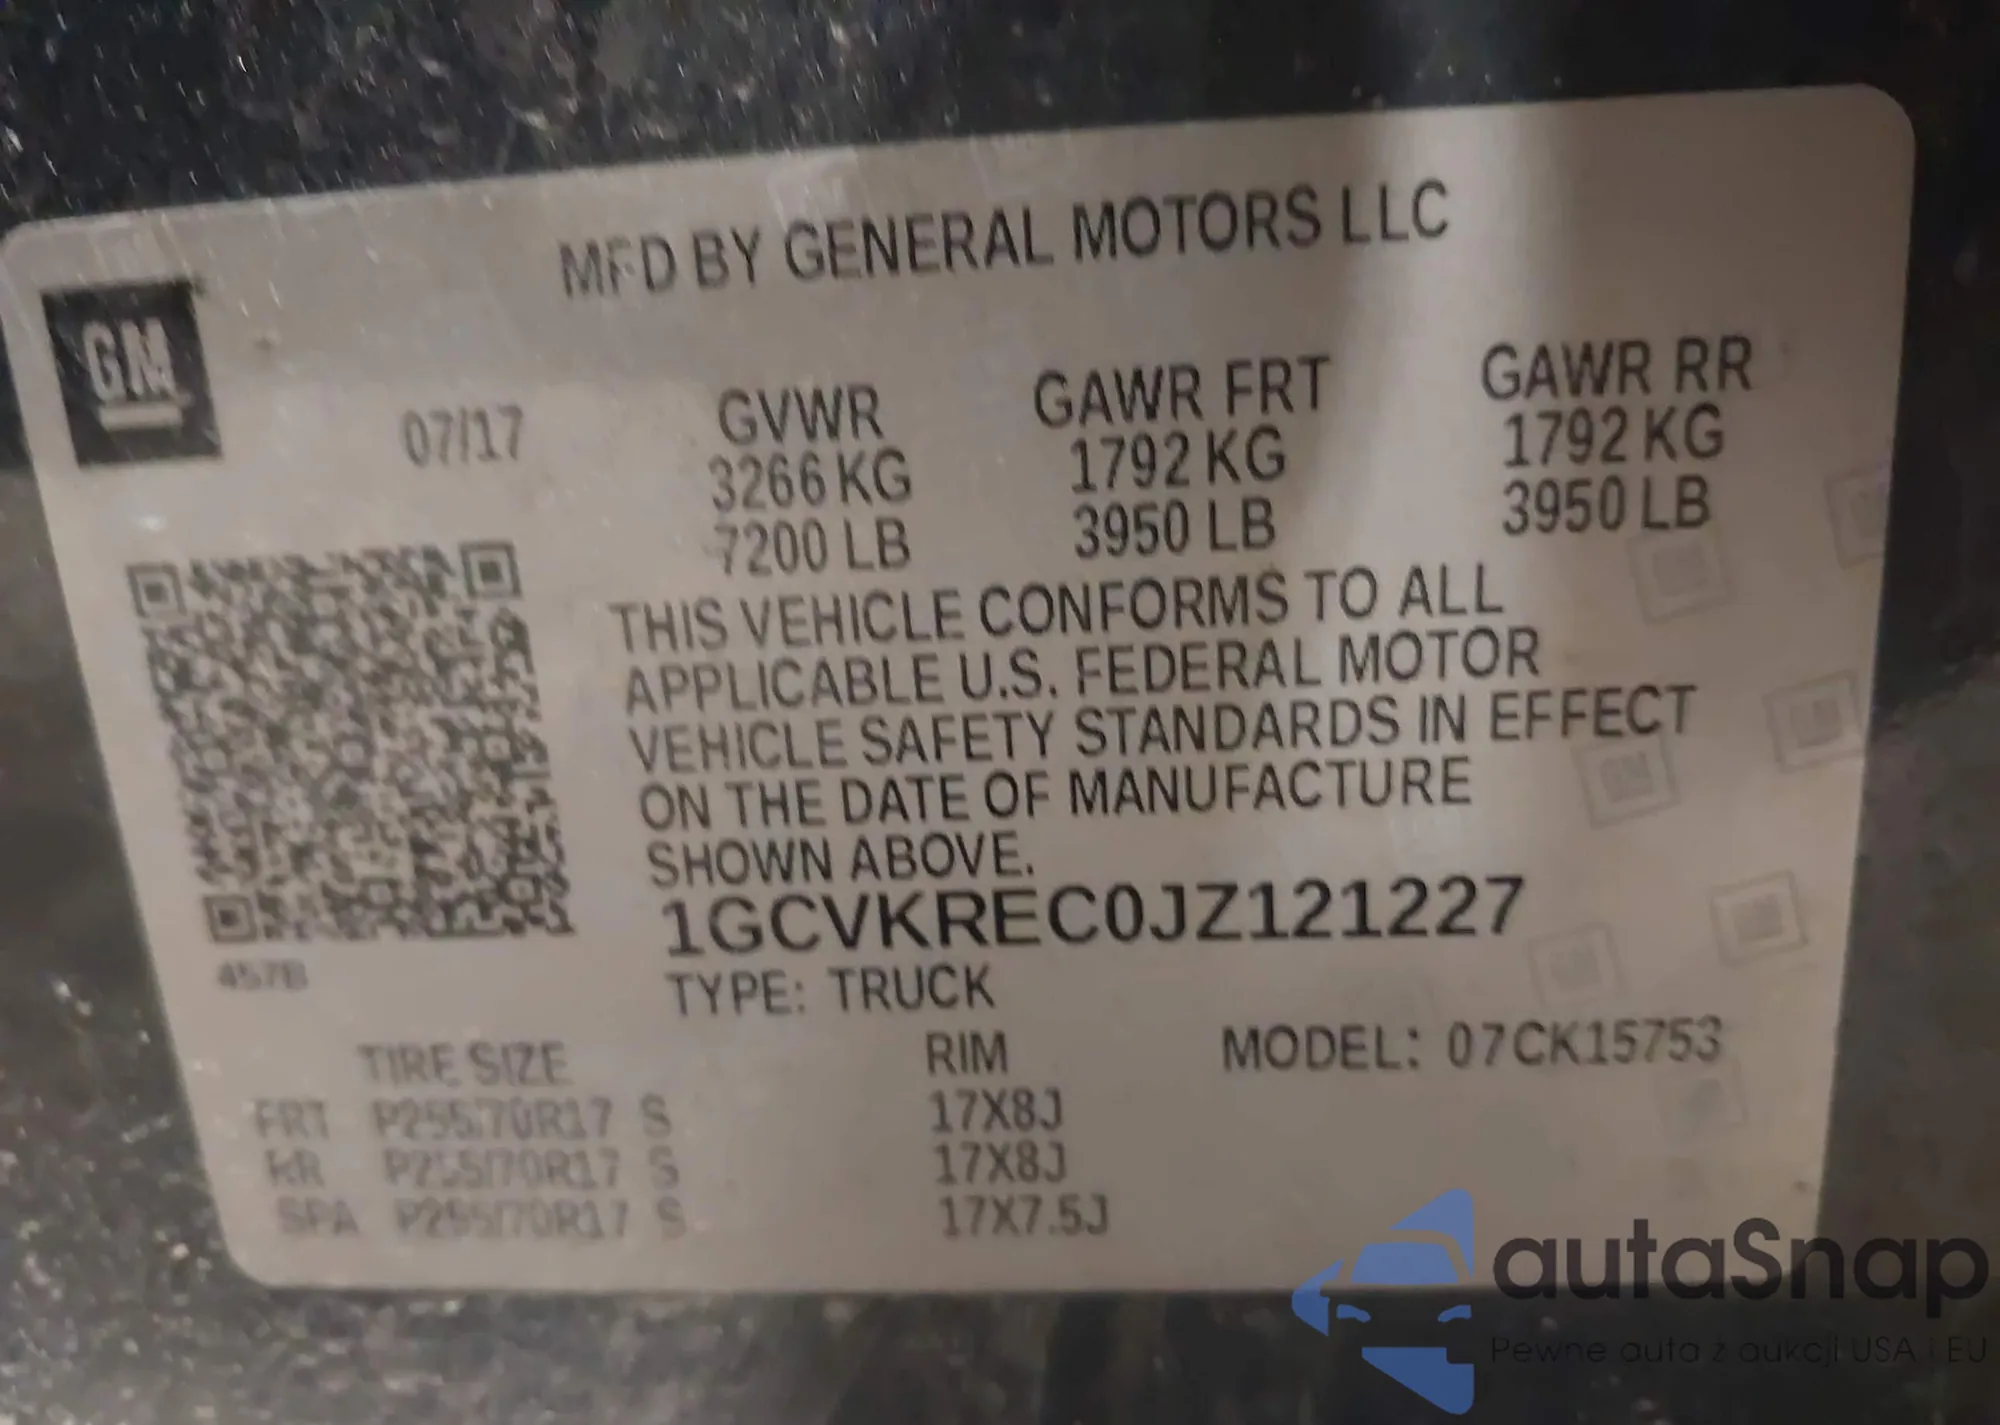 MFD BY GENERAL MOTORS LLC
GM
07/17
GVWR
3266 KG
7200 LB
GAWR FRT
1792 KG
3950 LB
GAWR RR
1792 KG
3950 LB
THIS VEHICLE CONFORMS TO ALL
APPLICABLE U.S. FEDERAL MOTOR
VEHICLE SAFETY STANDARDS IN EFFECT
ON THE DATE OF MANUFACTURE
SHOWN ABOVE.
1GCVKREC0JZ121227
457B
TYPE: TRUCK
MODEL: 07CK15753
TIRE SIZE RIM
FRT P255/70R17 S 17X8J
RR P255/70R17 S 17X8J
SPA P255/70R17 S 17X7.5J
autaSnap
Pewne auta z aukcji USA i EU